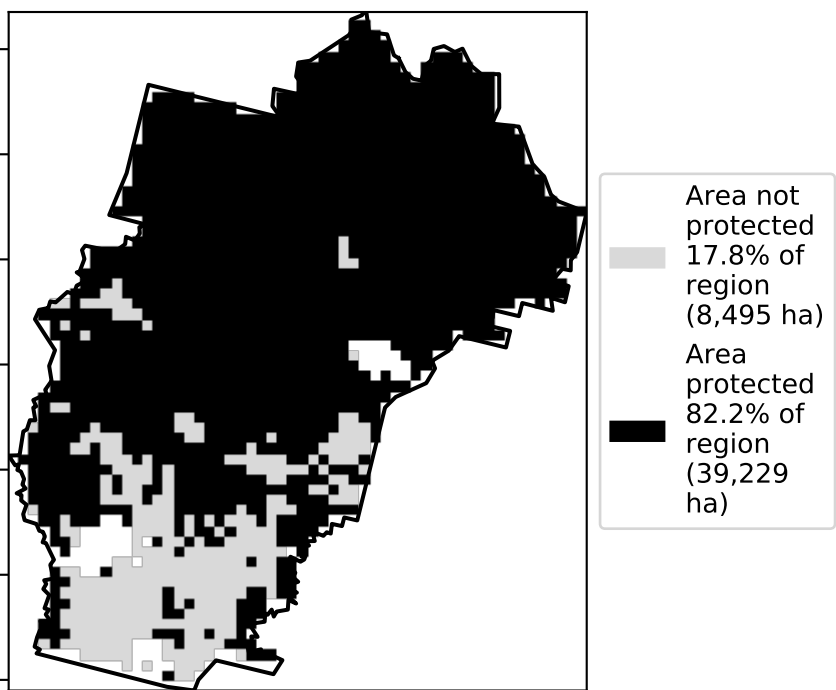 Area not
protected
17.8% of
region
(8,495 ha)
Area
protected
82.2% of
region
(39,229
ha)